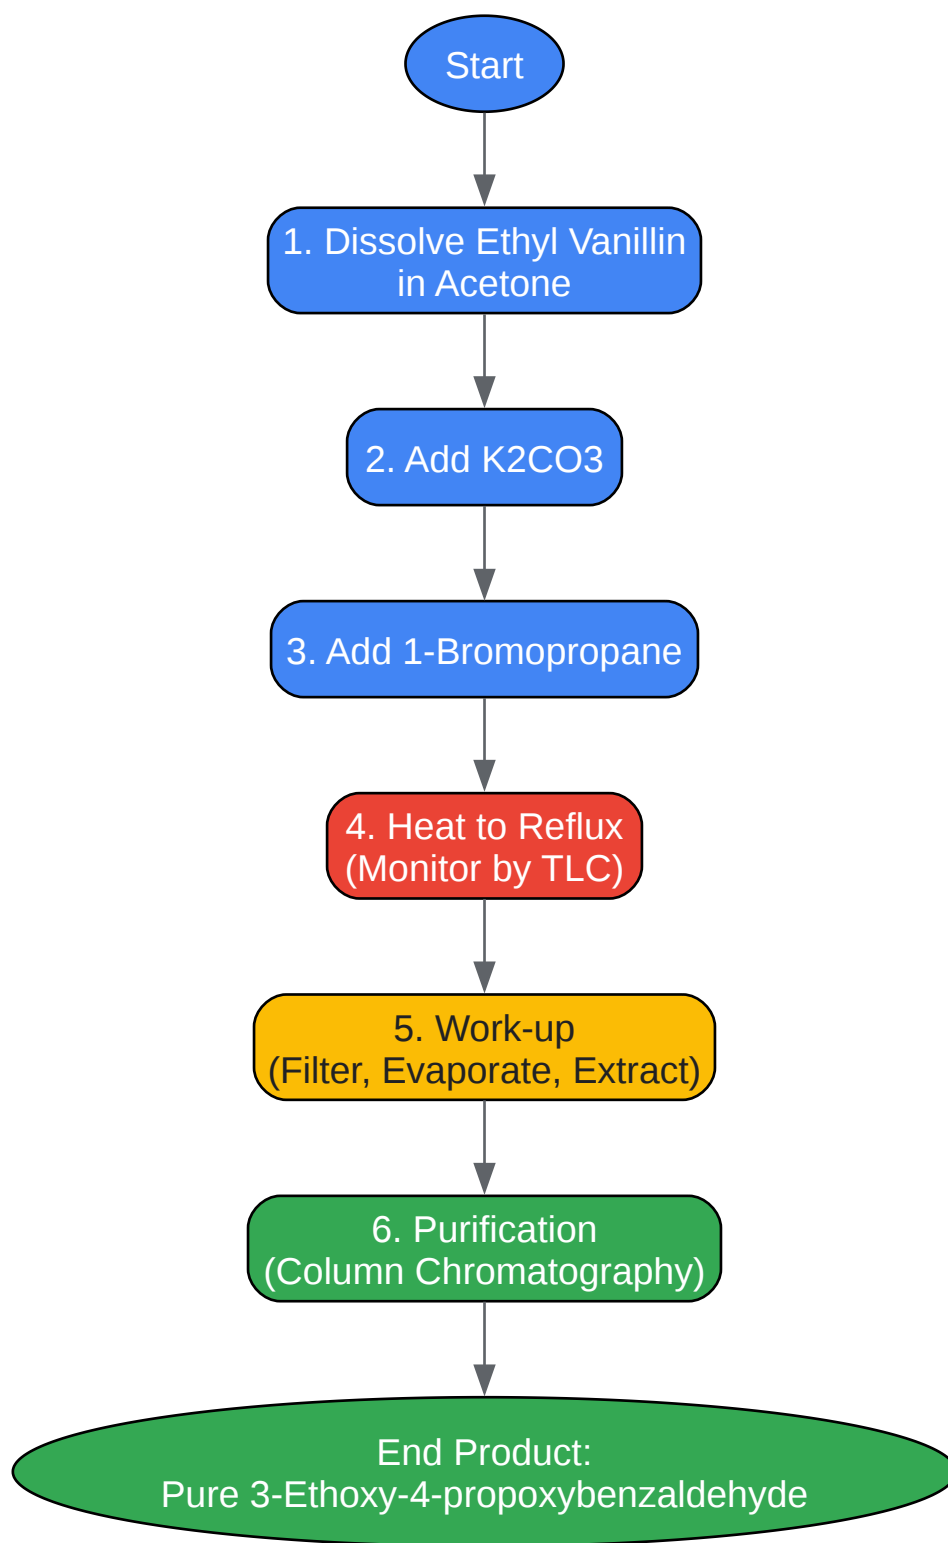 Start
1. Dissolve Ethyl Vanillin
in Acetone
2. Add K2CO3
3. Add 1-Bromopropane
4. Heat to Reflux
(Monitor by TLC)
5. Work-up
(Filter, Evaporate, Extract)
6. Purification
(Column Chromatography)
End Product:
Pure 3-Ethoxy-4-propoxybenzaldehyde